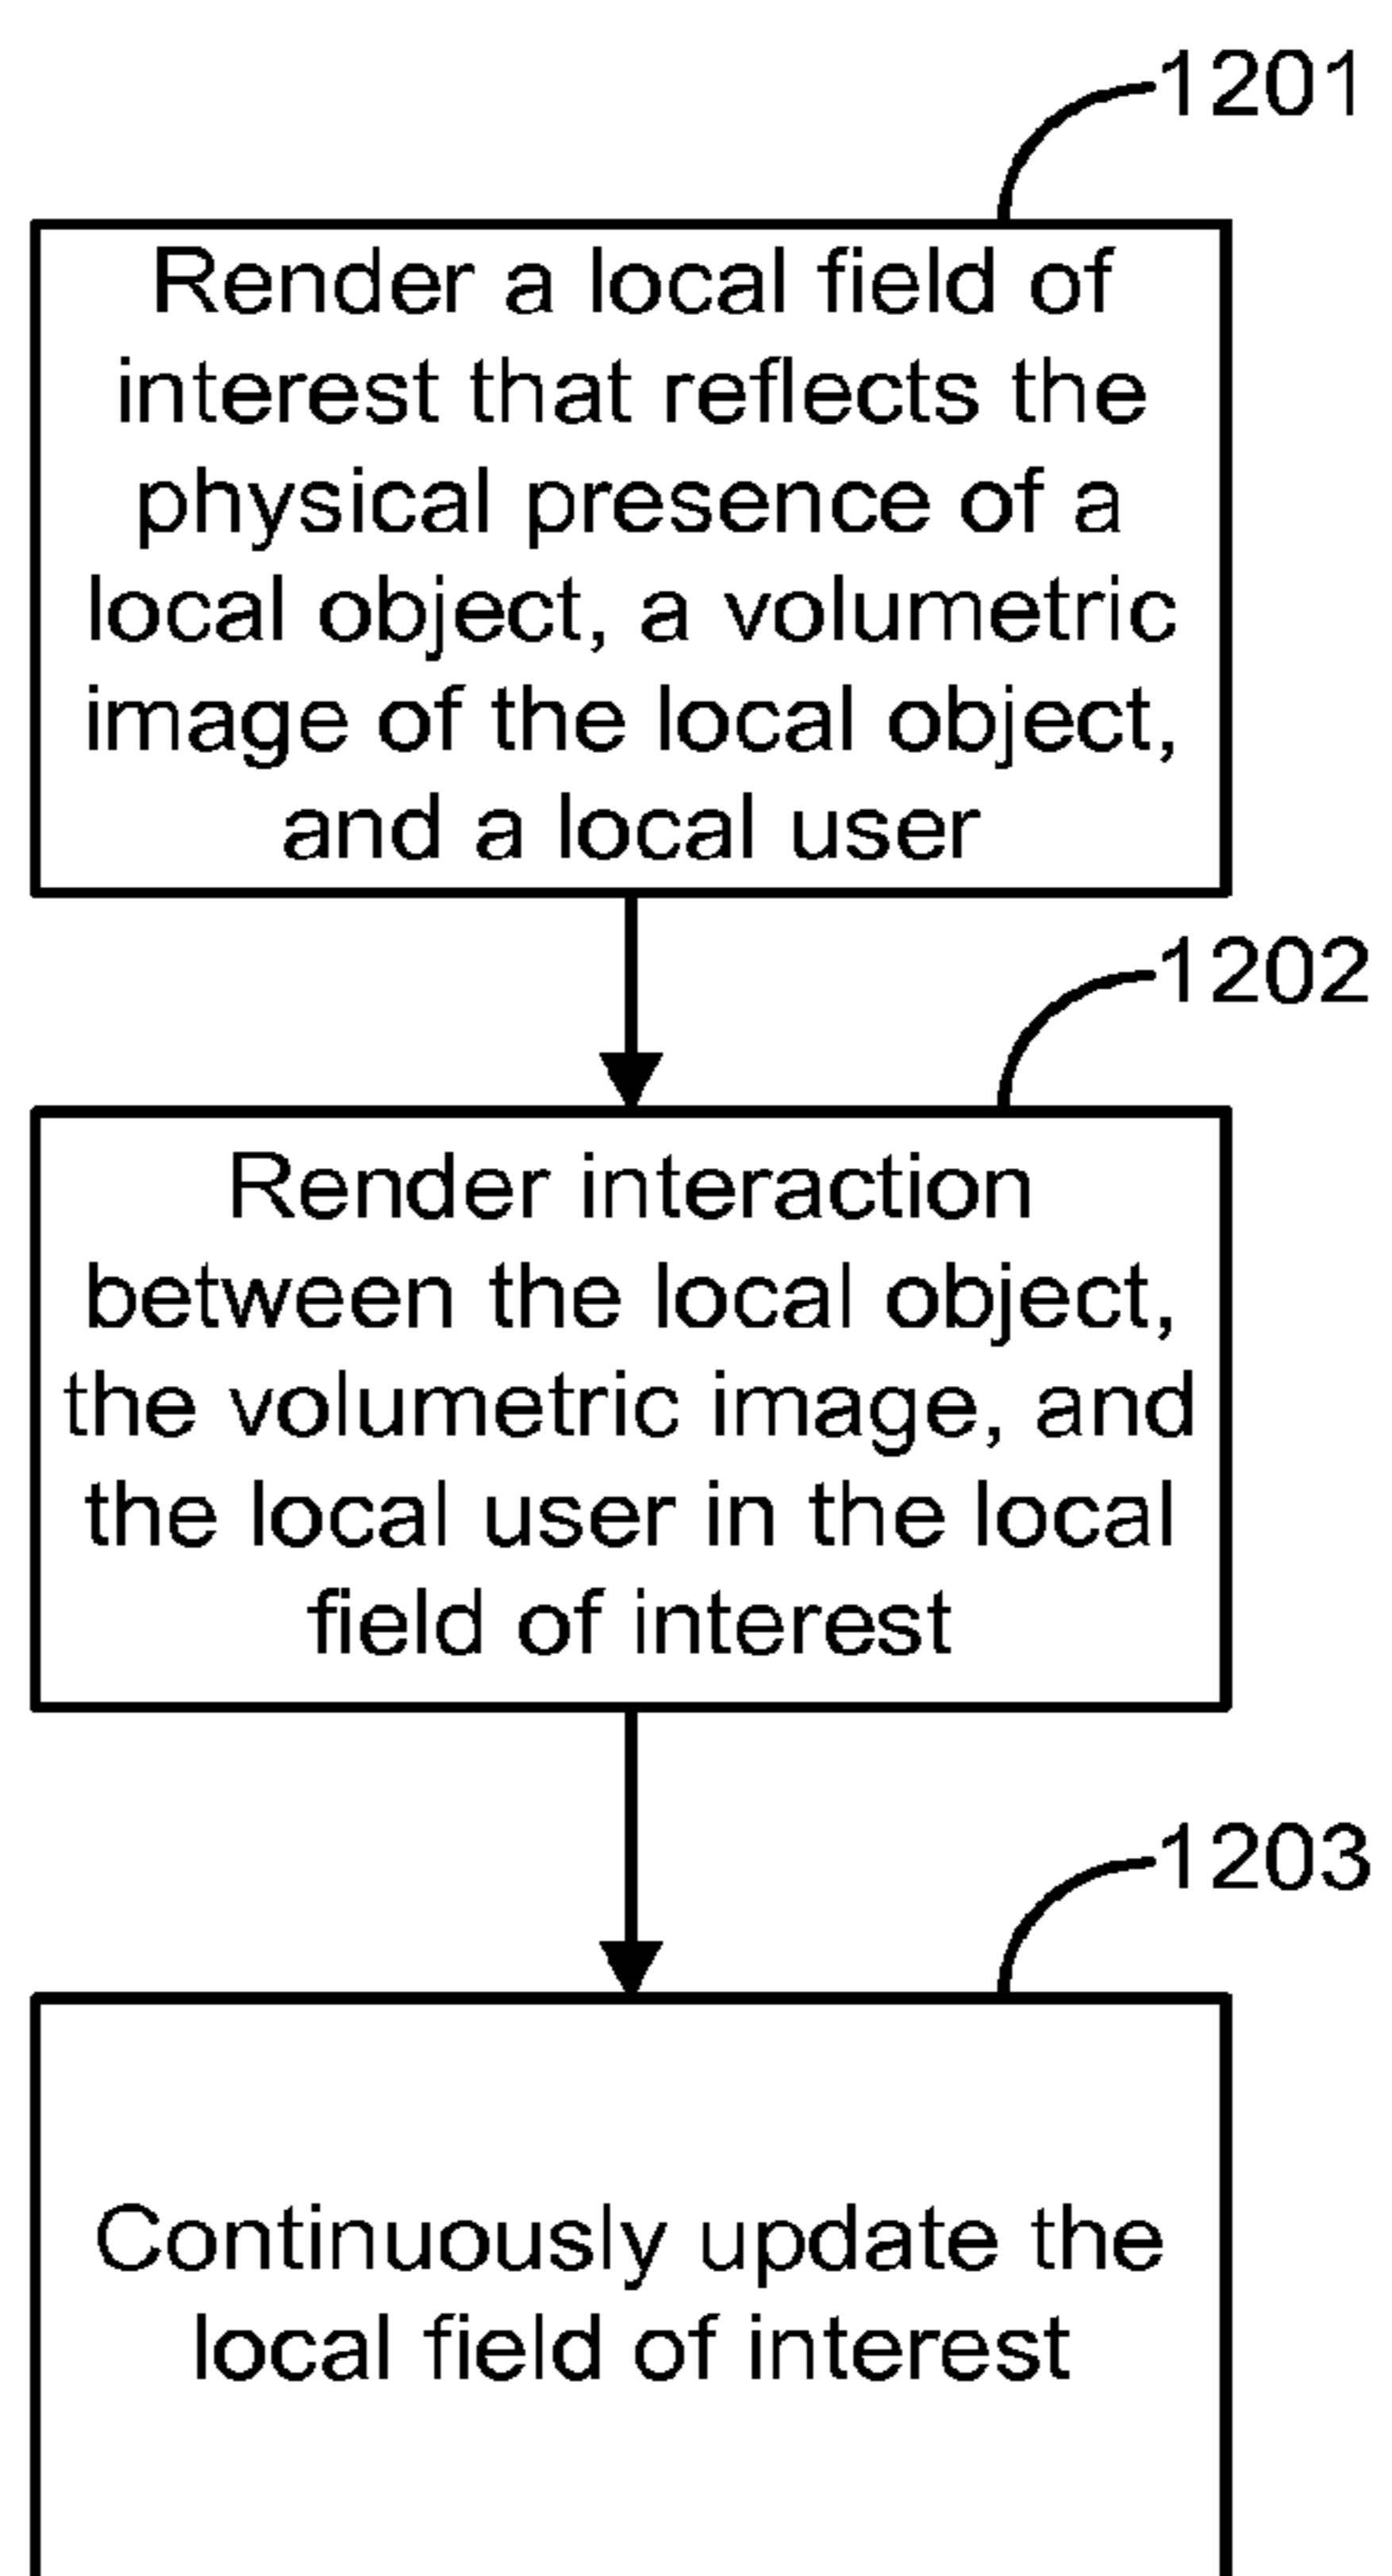 1201
Render a local field of
interest that reflects the
physical presence of a
local object, a volumetric
image of the local object,
and a local user
1202
Render interaction
between the local object,
the volumetric image, and
the local user in the local
field of interest
1203
Continuously update the
local field of interest